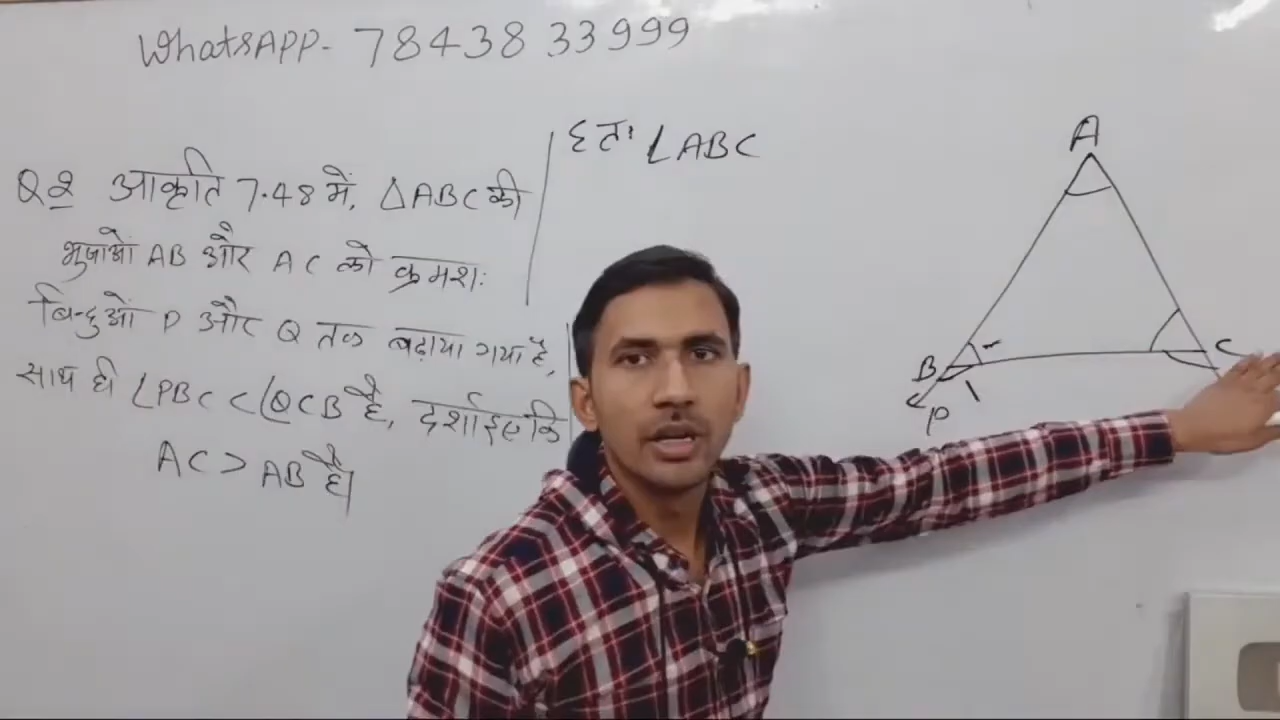 WhatsAPP- 78438 33999
Q2 आकृति 7.48 में, △ABC की
भुजाओं AB और AC को क्रमशः
बिन्दुओं P और Q तक बढ़ाया गया है,
साथ ही ∠PBC < ∠QCB है, दर्शाइए कि
AC > AB है।
हल ∠ABC
A
B
C
P